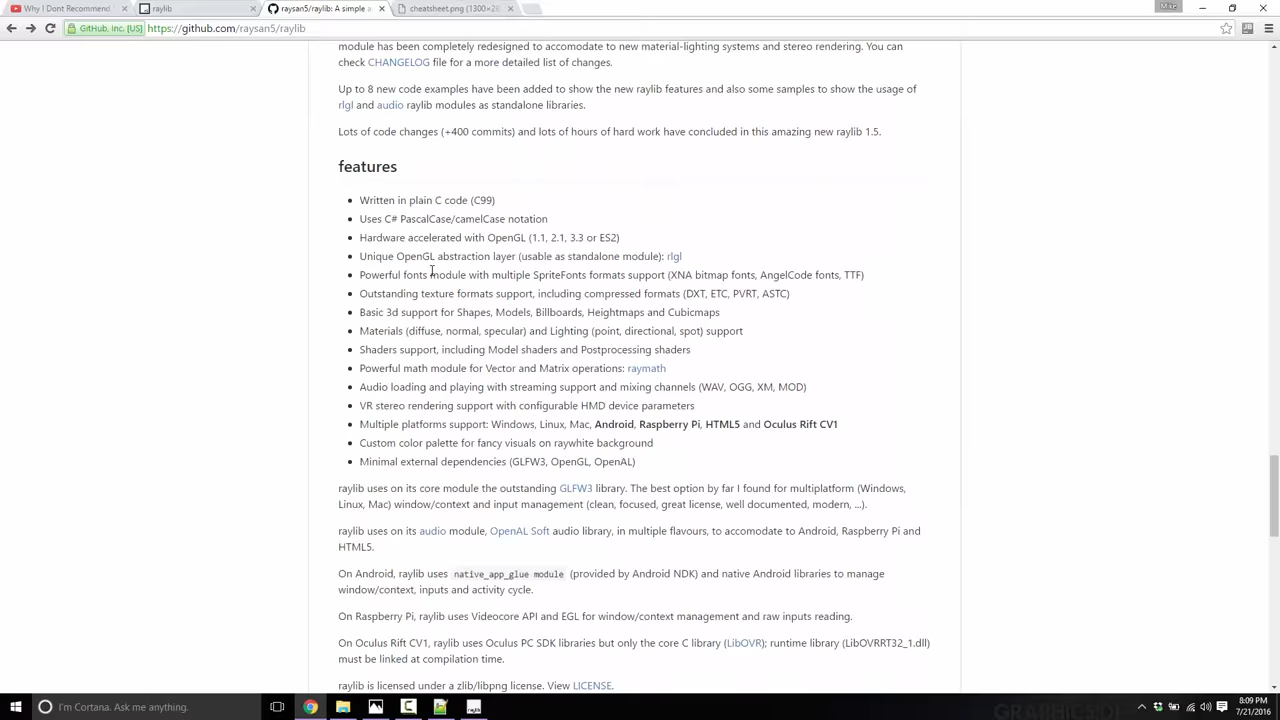 Why I Dont Recommend
raylib
raysan5/raylib: A simple a
cheatsheet.png (1300×28
Mike
GitHub, Inc. [US]
https://github.com/raysan5/raylib
module has been completely redesigned to accomodate to new material-lighting systems and stereo rendering. You can
check CHANGELOG file for a more detailed list of changes.
Up to 8 new code examples have been added to show the new raylib features and also some samples to show the usage of
rlgl and audio raylib modules as standalone libraries.
Lots of code changes (+400 commits) and lots of hours of hard work have concluded in this amazing new raylib 1.5.
features
Written in plain C code (C99)
Uses C# PascalCase/camelCase notation
Hardware accelerated with OpenGL (1.1, 2.1, 3.3 or ES2)
Unique OpenGL abstraction layer (usable as standalone module): rlgl
Powerful fonts module with multiple SpriteFonts formats support (XNA bitmap fonts, AngelCode fonts, TTF)
Outstanding texture formats support, including compressed formats (DXT, ETC, PVRT, ASTC)
Basic 3d support for Shapes, Models, Billboards, Heightmaps and Cubicmaps
Materials (diffuse, normal, specular) and Lighting (point, directional, spot) support
Shaders support, including Model shaders and Postprocessing shaders
Powerful math module for Vector and Matrix operations: raymath
Audio loading and playing with streaming support and mixing channels (WAV, OGG, XM, MOD)
VR stereo rendering support with configurable HMD device parameters
Multiple platforms support: Windows, Linux, Mac, Android, Raspberry Pi, HTML5 and Oculus Rift CV1
Custom color palette for fancy visuals on raywhite background
Minimal external dependencies (GLFW3, OpenGL, OpenAL)
raylib uses on its core module the outstanding GLFW3 library. The best option by far I found for multiplatform (Windows,
Linux, Mac) window/context and input management (clean, focused, great license, well documented, modern, ...).
raylib uses on its audio module, OpenAL Soft audio library, in multiple flavours, to accomodate to Android, Raspberry Pi and
HTML5.
On Android, raylib uses native_app_glue module (provided by Android NDK) and native Android libraries to manage
window/context, inputs and activity cycle.
On Raspberry Pi, raylib uses Videocore API and EGL for window/context management and raw inputs reading.
On Oculus Rift CV1, raylib uses Oculus PC SDK libraries but only the core C library (LibOVR); runtime library (LibOVRRT32_1.dll)
must be linked at compilation time.
raylib is licensed under a zlib/libpng license. View LICENSE.
I'm Cortana. Ask me anything.
8:09 PM
7/21/2016